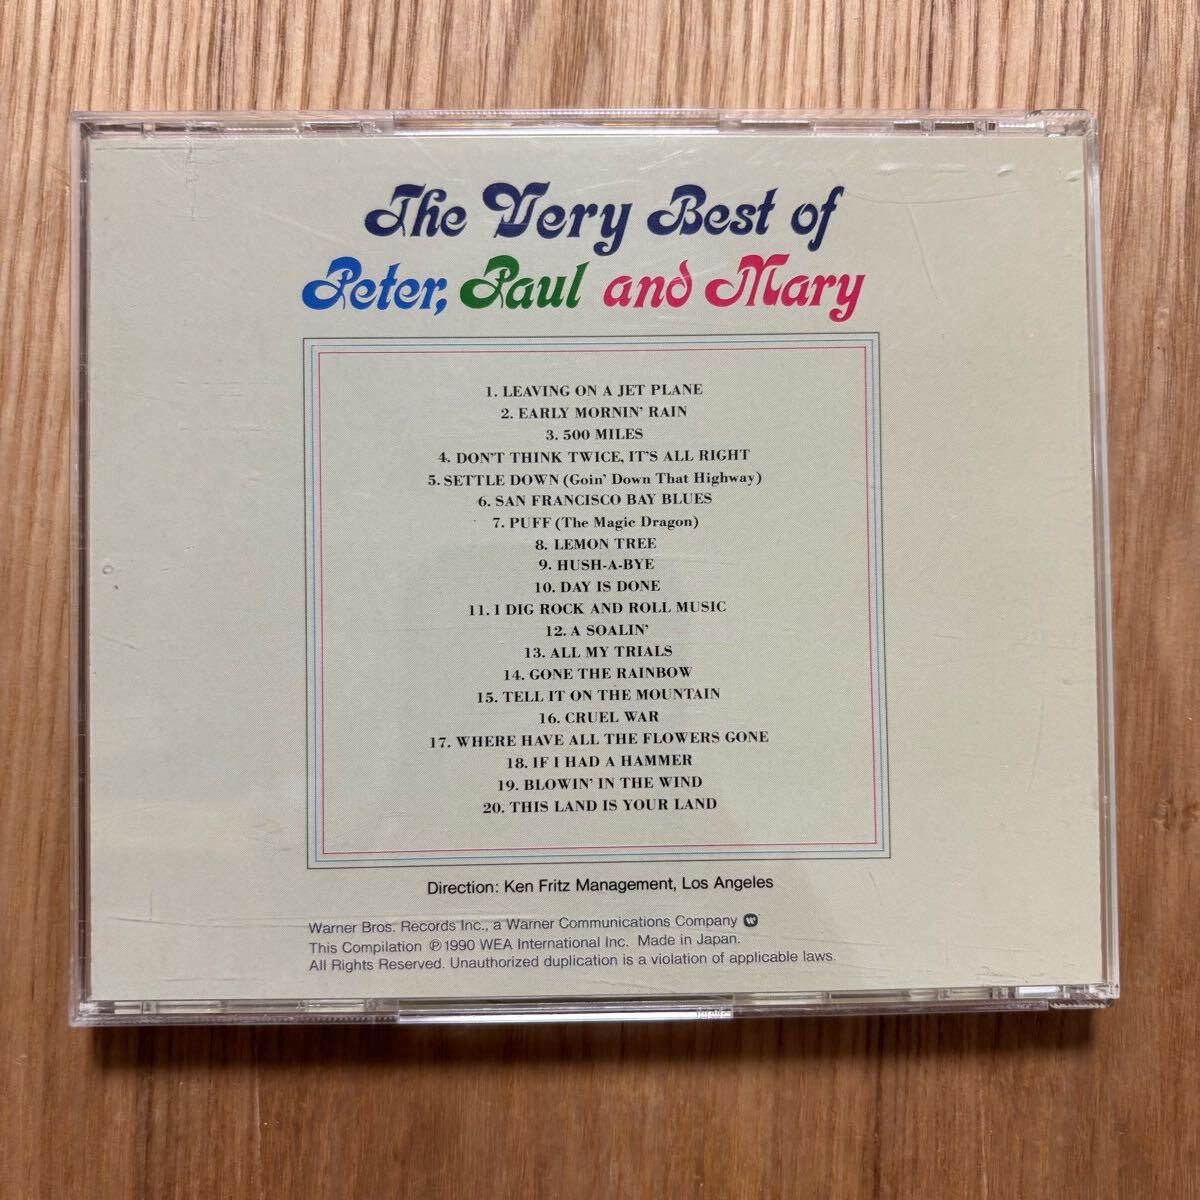 The Very Best of
Peter, Paul and Mary
1. LEAVING ON A JET PLANE
2. EARLY MORNIN' RAIN
3. 500 MILES
4. DON'T THINK TWICE, IT'S ALL RIGHT
5. SETTLE DOWN (Goin' Down That Highway)
6. SAN FRANCISCO BAY BLUES
7. PUFF (The Magic Dragon)
8. LEMON TREE
9. HUSH-A-BYE
10. DAY IS DONE
11. I DIG ROCK AND ROLL MUSIC
12. A SOALIN'
13. ALL MY TRIALS
14. GONE THE RAINBOW
15. TELL IT ON THE MOUNTAIN
16. CRUEL WAR
17. WHERE HAVE ALL THE FLOWERS GONE
18. IF I HAD A HAMMER
19. BLOWIN' IN THE WIND
20. THIS LAND IS YOUR LAND
Direction: Ken Fritz Management, Los Angeles
Warner Bros. Records Inc., a Warner Communications Company
This Compilation ℗1990 WEA International Inc. Made in Japan.
All Rights Reserved. Unauthorized duplication is a violation of applicable laws.